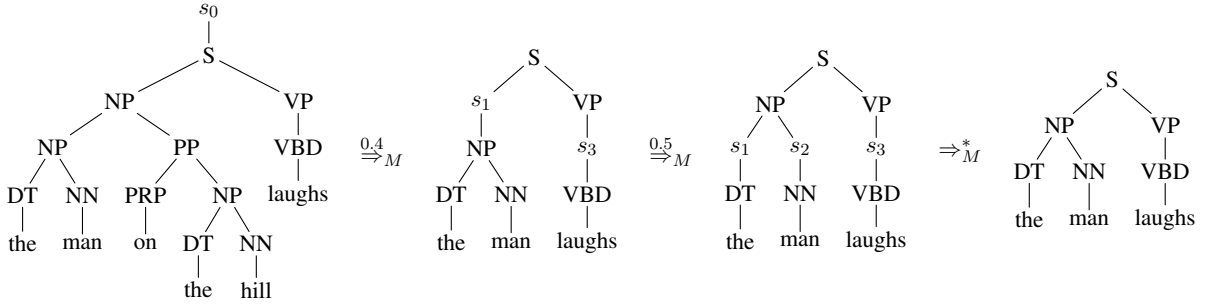 s₀
S
NP VP
NP PP VBD
DT NN PRP NP laughs
the man on DT NN
the hill
0.4
⇒M
S
s₁ VP
NP s₃
DT NN VBD
the man laughs
0.5
⇒M
S
NP VP
s₁ s₂ s₃
DT NN VBD
the man laughs
⇒*M
S
NP VP
DT NN VBD
the man laughs